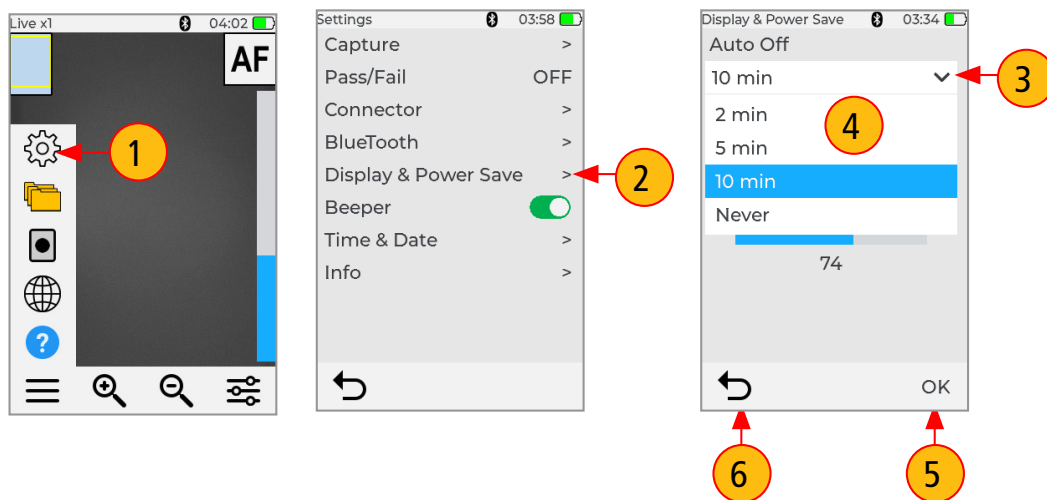 Live x1
04:02
AF
1
?
Settings
03:58
Capture >
Pass/Fail OFF
Connector >
BlueTooth >
Display & Power Save >
2
Beeper
Time & Date >
Info >
Display & Power Save
03:34
Auto Off
10 min
3
2 min
4
5 min
10 min
Never
74
OK
6
5